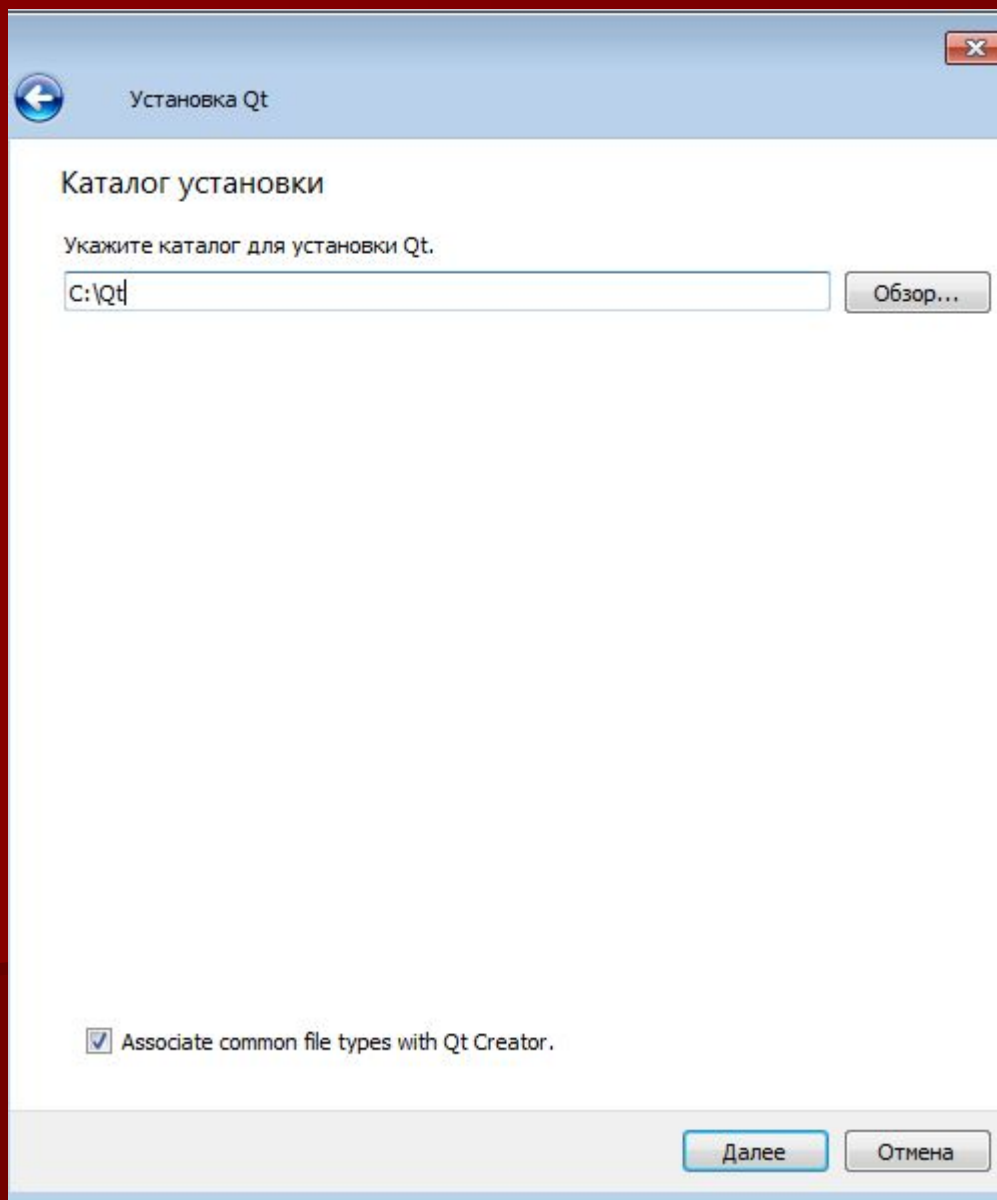 Установка Qt
Каталог установки
Укажите каталог для установки Qt.
C:\Qt
Обзор...
Associate common file types with Qt Creator.
Далее
Отмена